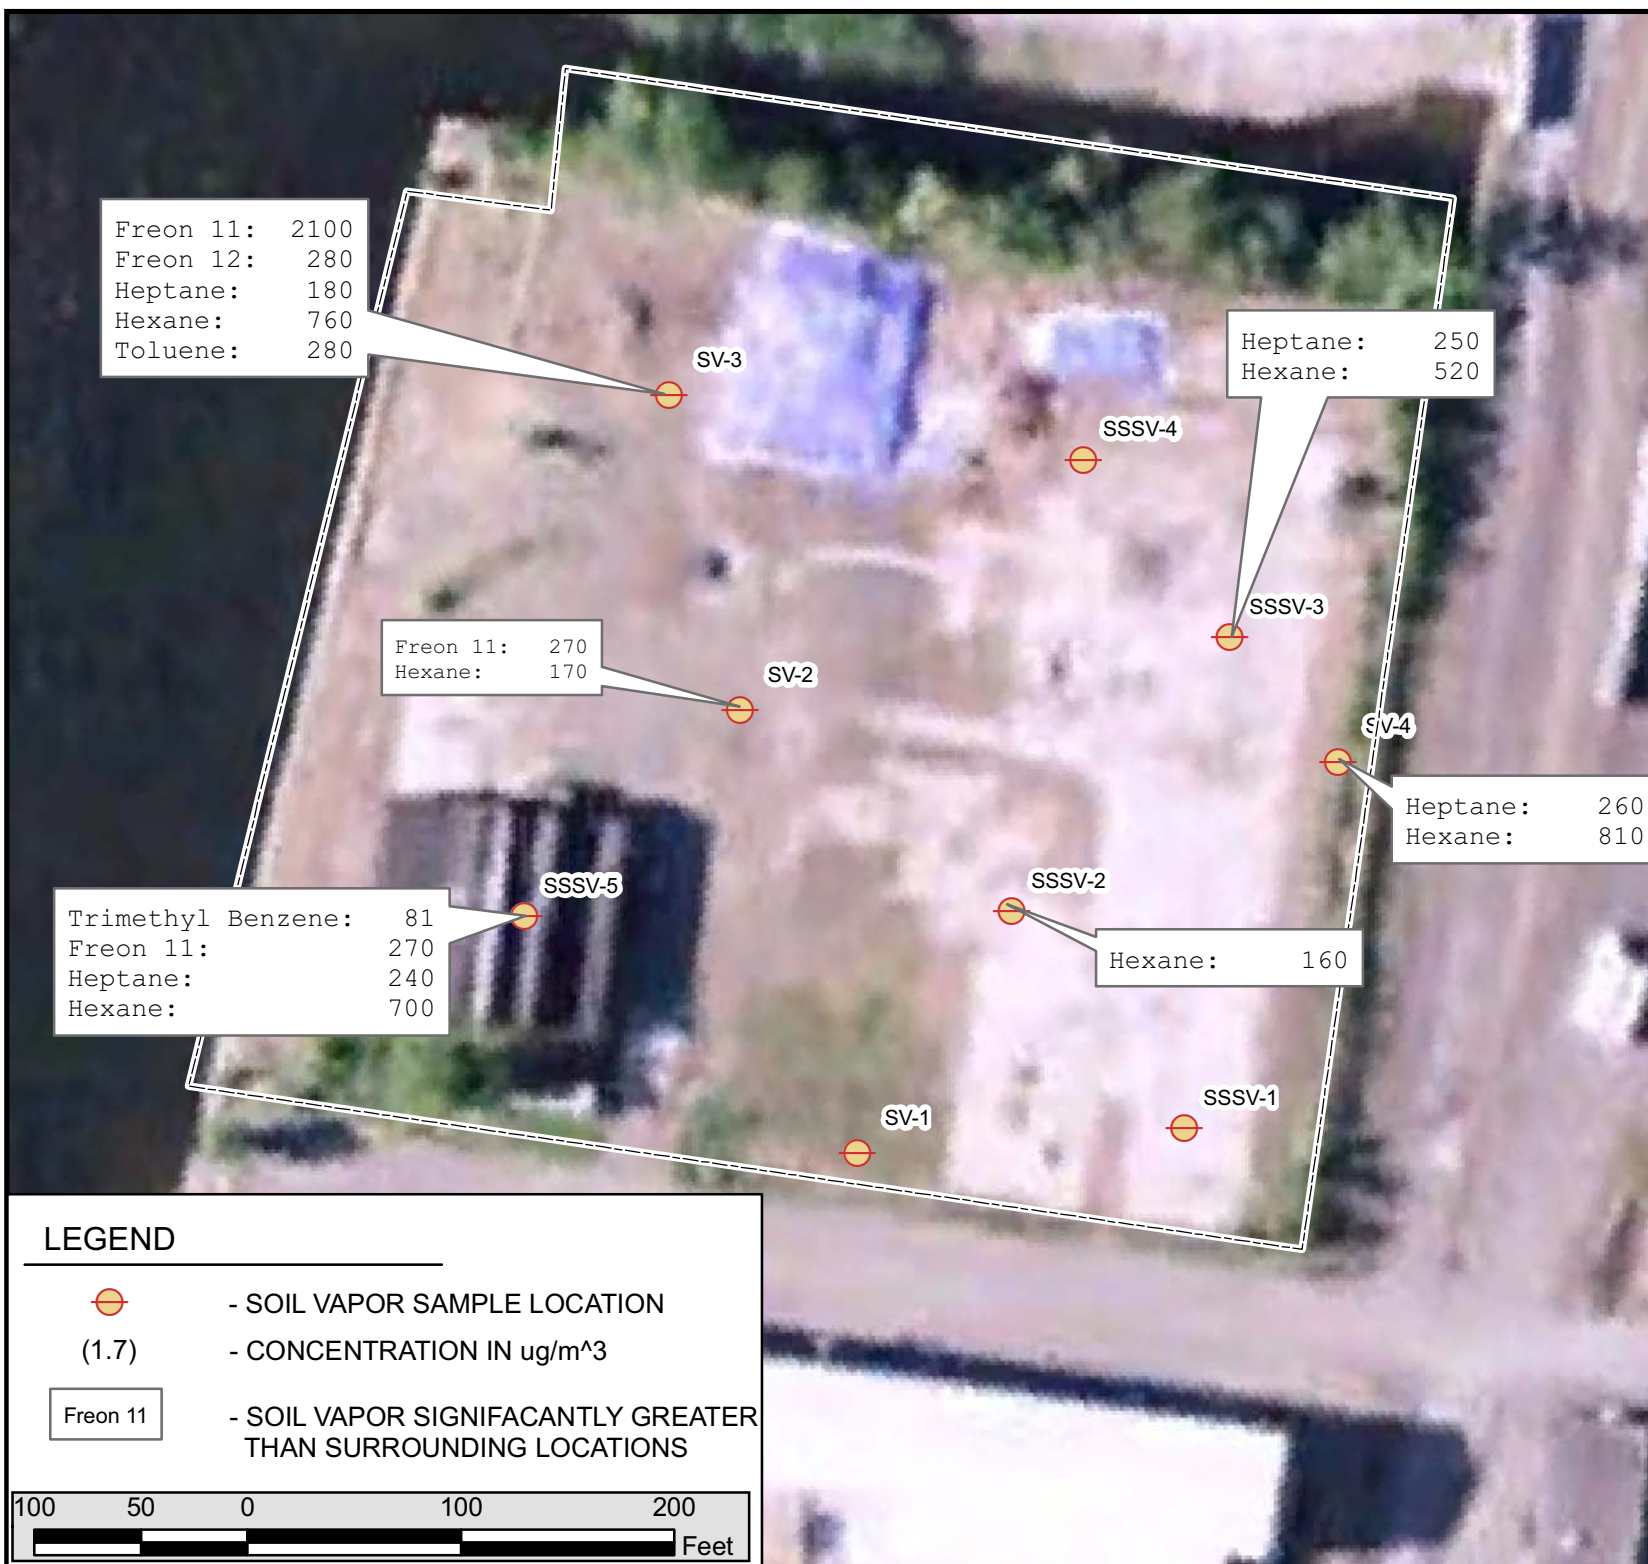 Freon 11: 2100
Freon 12: 280
Heptane: 180
Hexane: 760
Toluene: 280
SV-3
Heptane: 250
Hexane: 520
SSSV-4
SSSV-3
Freon 11: 270
Hexane: 170
SV-2
SV-4
Heptane: 260
Hexane: 810
SSSV-5
Trimethyl Benzene: 81
Freon 11: 270
Heptane: 240
Hexane: 700
SSSV-2
Hexane: 160
SV-1
SSSV-1
LEGEND
- SOIL VAPOR SAMPLE LOCATION
(1.7) - CONCENTRATION IN ug/m^3
Freon 11 - SOIL VAPOR SIGNIFACANTLY GREATER
THAN SURROUNDING LOCATIONS
100 50 0 100 200
Feet